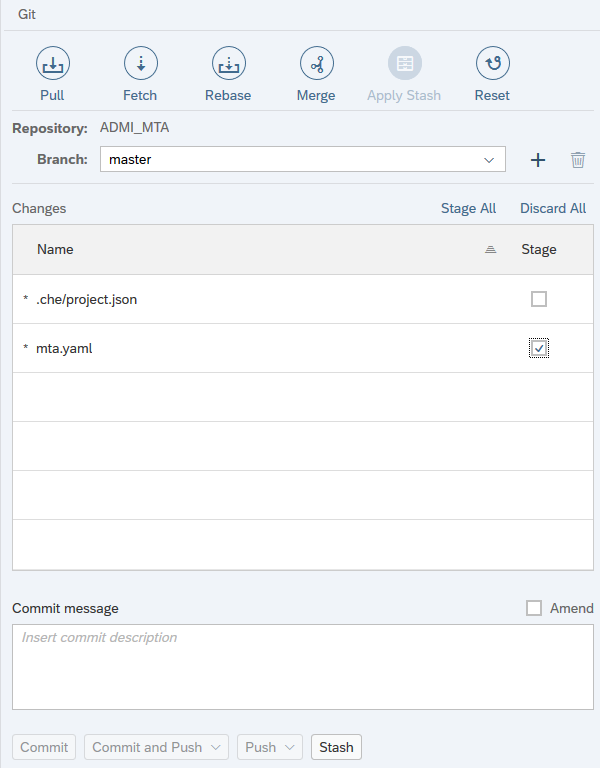 Git
Pull Fetch Rebase Merge Apply Stash Reset
Repository: ADMI_MTA
Branch: master
Changes Stage All Discard All
Name Stage
* .che/project.json
* mta.yaml
Commit message Amend
Insert commit description
Commit Commit and Push Push Stash